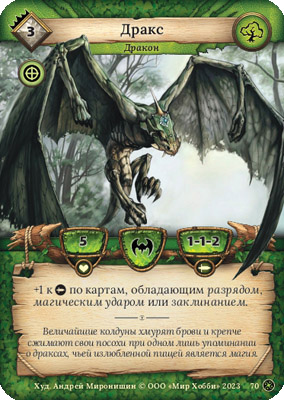 3
Дракс
Дракон
5
1-1-2
+1 к по картам, обладающим разрядом,
магическим ударом или заклинанием.
Величайшие колдуны хмурят брови и крепче
сжимают свои посохи при одном лишь упоминании
о драксах, чьей излюбленной пищей является магия.
Худ. Андрей Миронишин © ООО «Мир Хобби» 2023 70